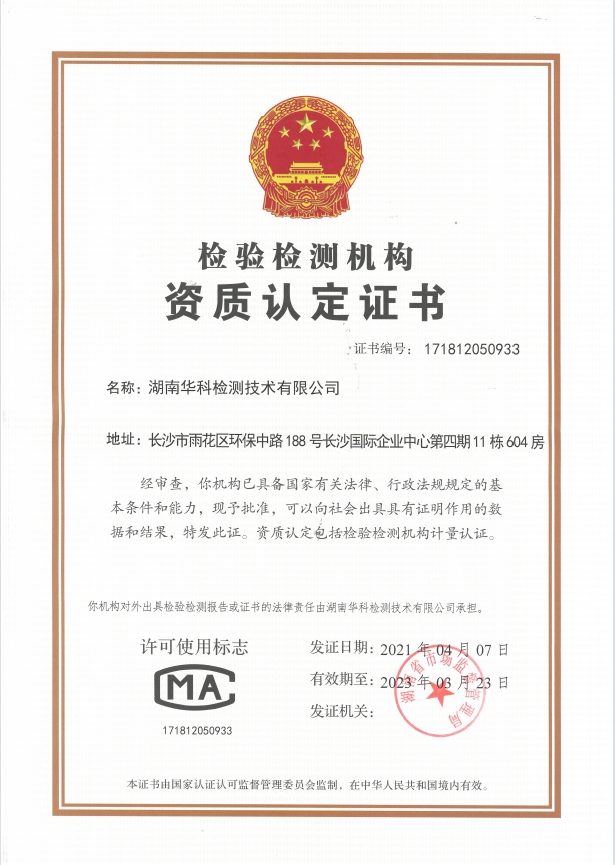 检验检测机构
资质认定证书
证书编号: 171812050933
名称: 湖南华科检测技术有限公司
地址: 长沙市雨花区环保中路188号长沙国际企业中心第四期11栋604房
经审查，你机构已具备国家有关法律、行政法规规定的基
本条件和能力，现予批准，可以向社会出具具有证明作用的数
据和结果，特发此证。资质认定包括检验检测机构计量认证。
你机构对外出具检验检测报告或证书的法律责任由湖南华科检测技术有限公司承担。
许可使用标志
MA
171812050933
发证日期: 2021年04月07日
有效期至: 2023年03月23日
发证机关:
湖南省市场监督管理局
本证书由国家认证认可监督管理委员会监制，在中华人民共和国境内有效。